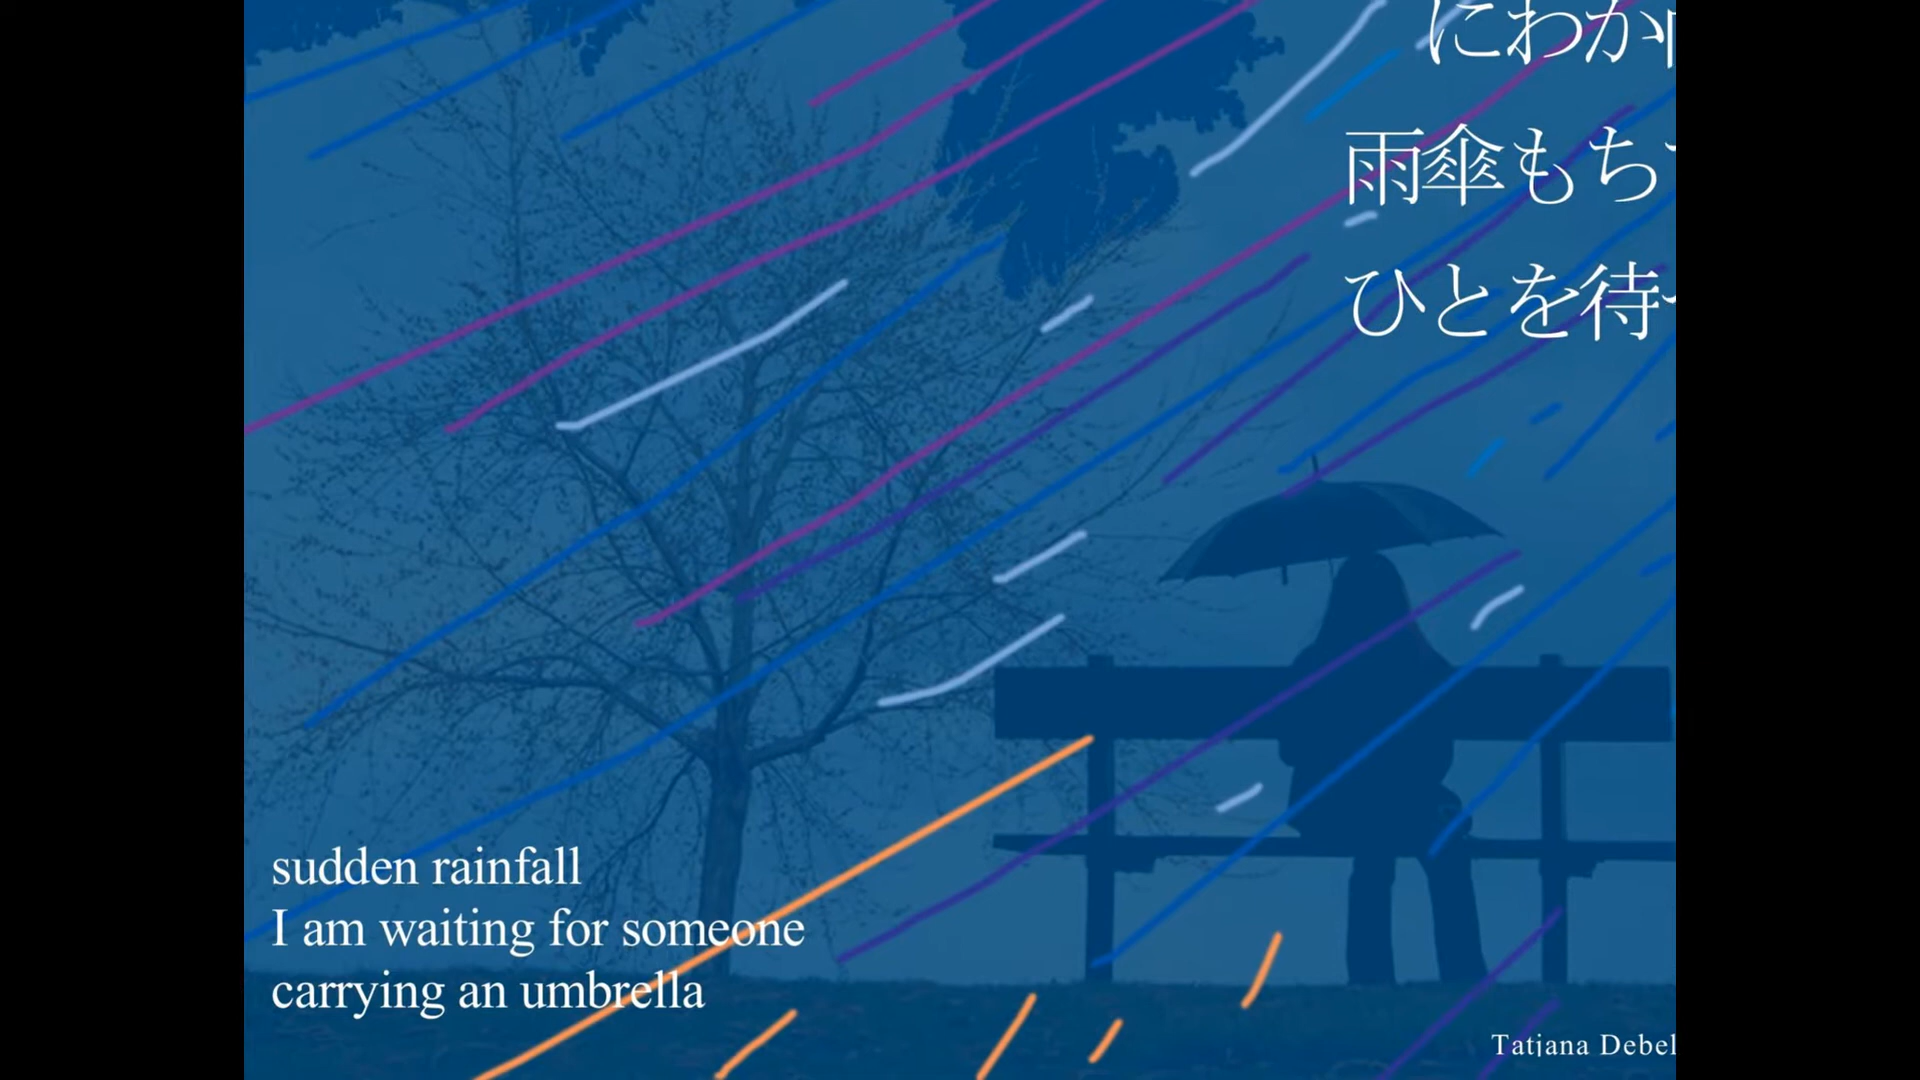 にわか
雨傘もち
ひとを待
sudden rainfall
I am waiting for someone
carrying an umbrella
Tatjana Debel